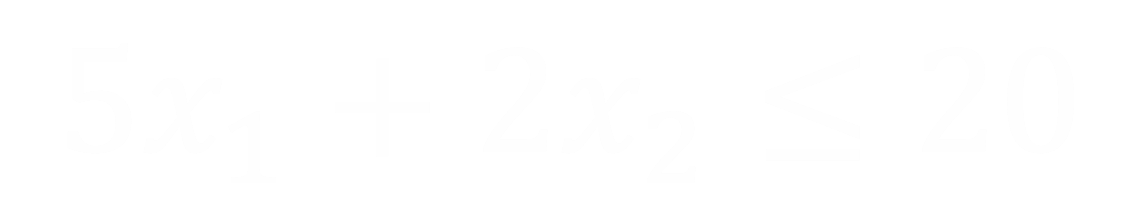 5x₁ + 2x₂ ≤ 20